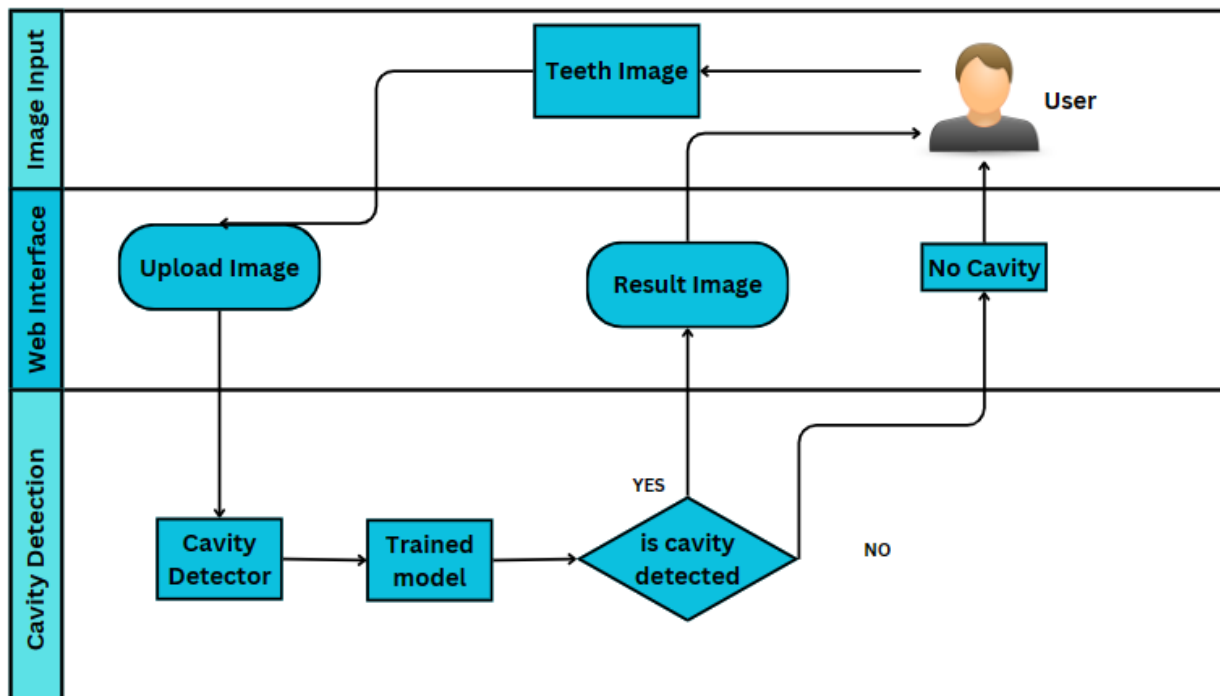 Image Input
Teeth Image
User
Web Interface
Upload Image
Result Image
No Cavity
Cavity Detection
YES
NO
Cavity
Detector
Trained
model
is cavity
detected